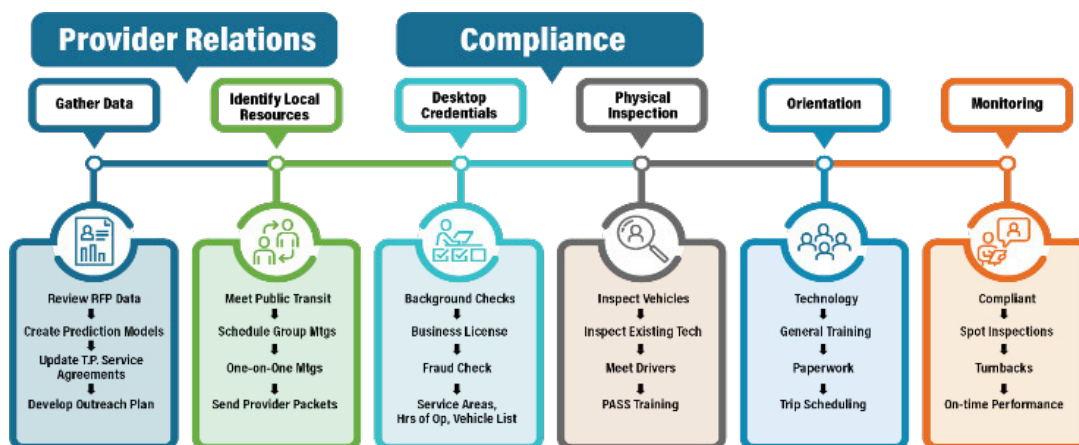 Provider Relations
Compliance
Gather Data
Identify Local
Resources
Desktop
Credentials
Physical
Inspection
Orientation
Monitoring
Review RFP Data
Create Prediction Models
Update T.P. Service
Agreements
Develop Outreach Plan
Meet Public Transit
Schedule Group Mtgs
One-on-One Mtgs
Send Provider Packets
Background Checks
Business License
Fraud Check
Service Areas,
Hrs of Op, Vehicle List
Inspect Vehicles
Inspect Existing Tech
Meet Drivers
PASS Training
Technology
General Training
Paperwork
Trip Scheduling
Compliant
Spot Inspections
Turnbacks
On-time Performance